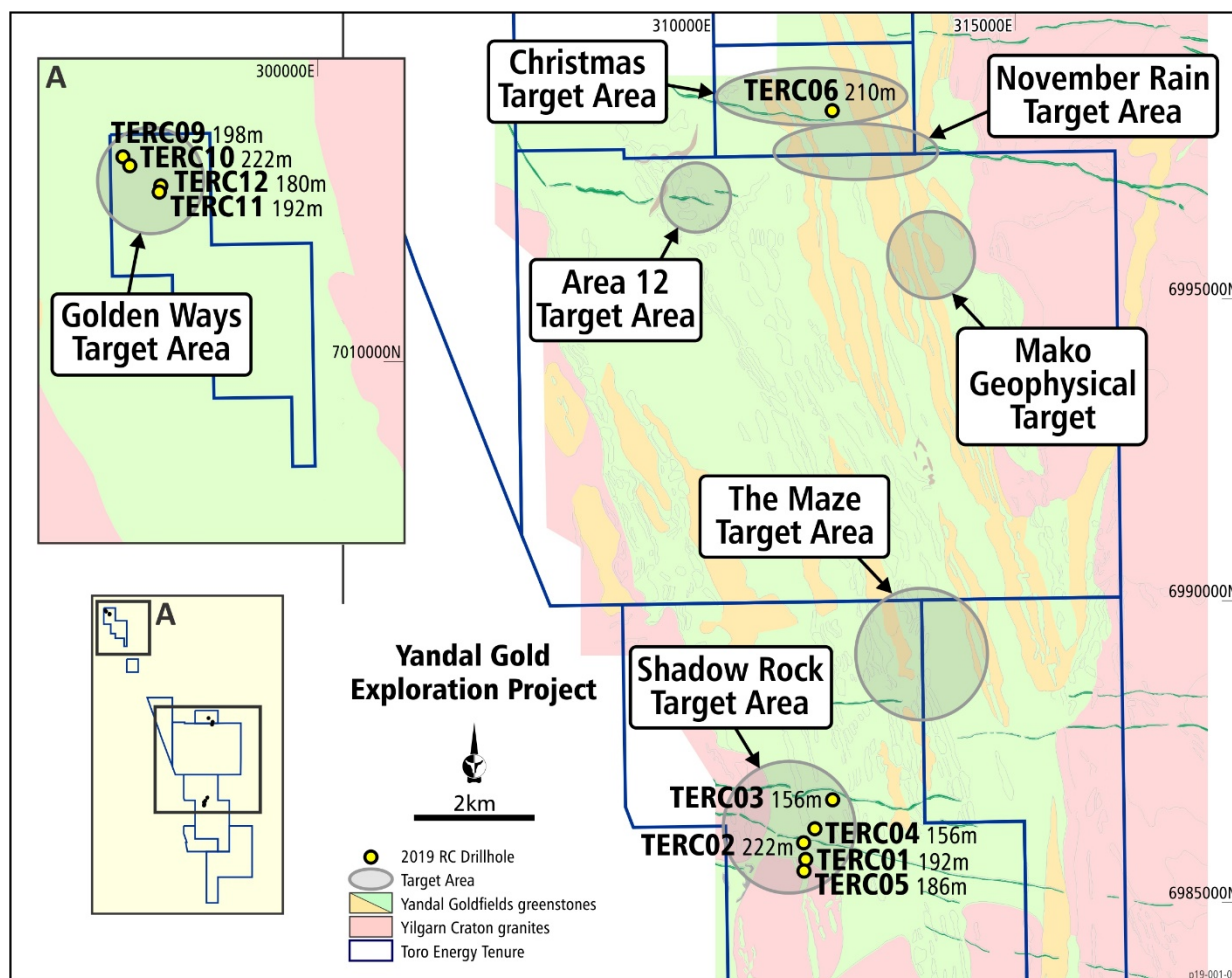 A
300000E
TERC09 198m
TERC10 222m
TERC12 180m
TERC11 192m
Golden Ways
Target Area
7010000N
310000E
315000E
Christmas
Target Area
TERC06 210m
November Rain
Target Area
Area 12
Target Area
6995000N
Mako
Geophysical
Target
The Maze
Target Area
6990000N
A
Yandal Gold
Exploration Project
2km
Shadow Rock
Target Area
TERC03 156m
TERC04 156m
TERC02 222m
TERC01 192m
TERC05 186m
6985000N
2019 RC Drillhole
Target Area
Yandal Goldfields greenstones
Yilgarn Craton granites
Toro Energy Tenure